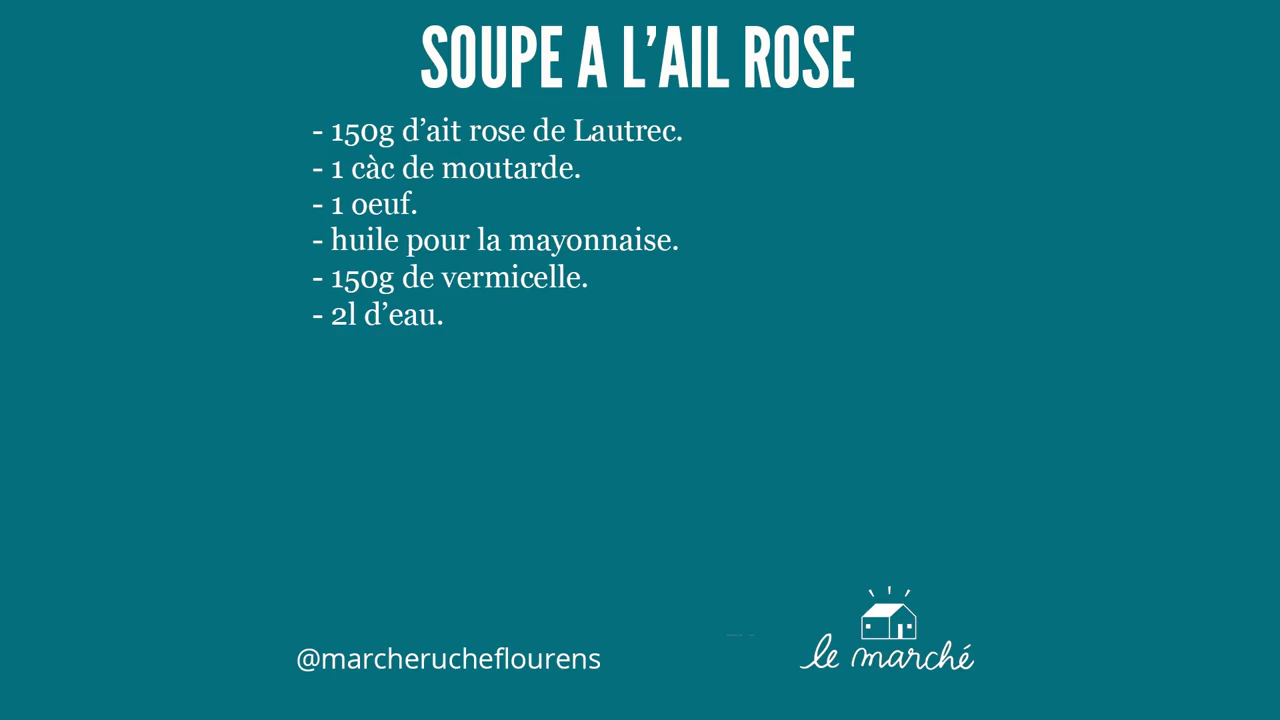 SOUPE A L’AIL ROSE
- 150g d’ait rose de Lautrec.
- 1 càc de moutarde.
- 1 oeuf.
- huile pour la mayonnaise.
- 150g de vermicelle.
- 2l d’eau.
@marcherucheflourens
le marché